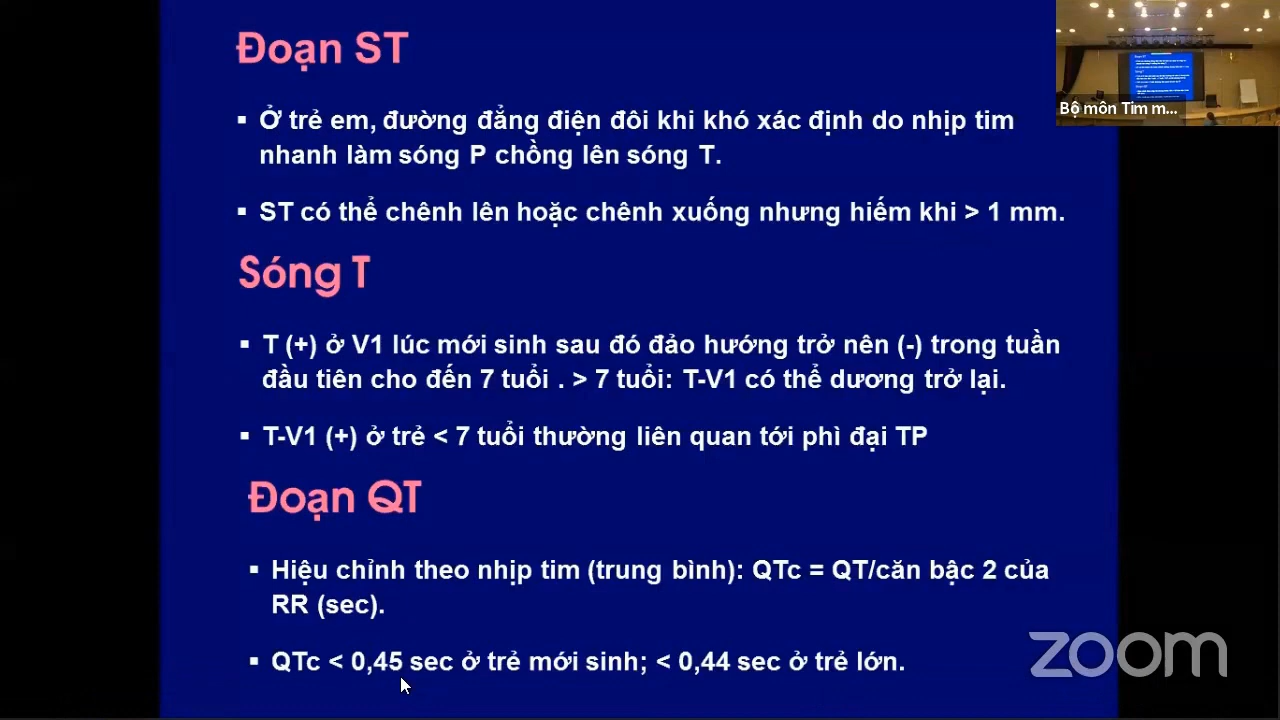 Đoạn ST
▪ Ở trẻ em, đường đẳng điện đôi khi khó xác định do nhịp tim
nhanh làm sóng P chồng lên sóng T.
▪ ST có thể chênh lên hoặc chênh xuống nhưng hiếm khi > 1 mm.
Sóng T
▪ T (+) ở V1 lúc mới sinh sau đó đảo hướng trở nên (-) trong tuần
đầu tiên cho đến 7 tuổi . > 7 tuổi: T-V1 có thể dương trở lại.
▪ T-V1 (+) ở trẻ < 7 tuổi thường liên quan tới phì đại TP
Đoạn QT
▪ Hiệu chỉnh theo nhịp tim (trung bình): QTc = QT/căn bậc 2 của
RR (sec).
▪ QTc < 0,45 sec ở trẻ mới sinh; < 0,44 sec ở trẻ lớn.
Bộ môn Tim m...
zoom